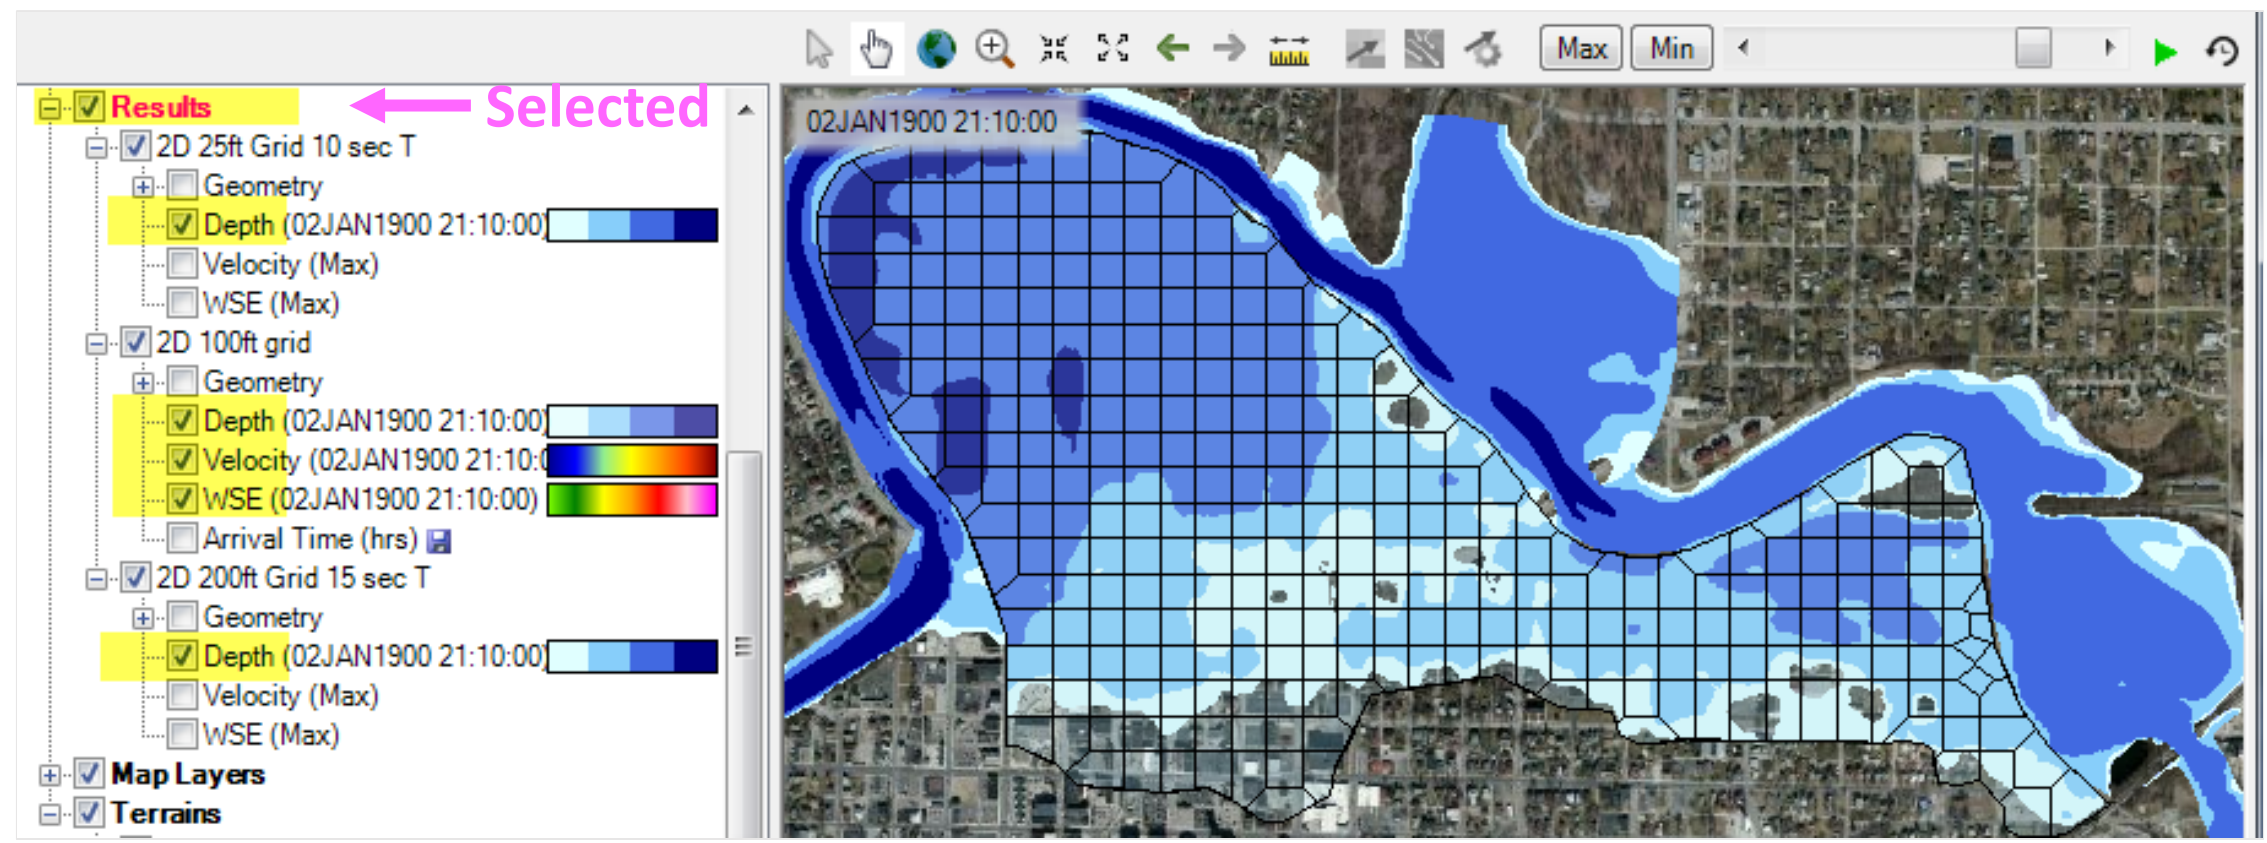 Max
Min
Results
Selected
2D 25ft Grid 10 sec T
Geometry
Depth (02JAN1900 21:10:00)
Velocity (Max)
WSE (Max)
2D 100ft grid
Geometry
Depth (02JAN1900 21:10:00)
Velocity (02JAN1900 21:10:0
WSE (02JAN1900 21:10:00)
Arrival Time (hrs)
2D 200ft Grid 15 sec T
Geometry
Depth (02JAN1900 21:10:00)
Velocity (Max)
WSE (Max)
Map Layers
Terrains
02JAN1900 21:10:00